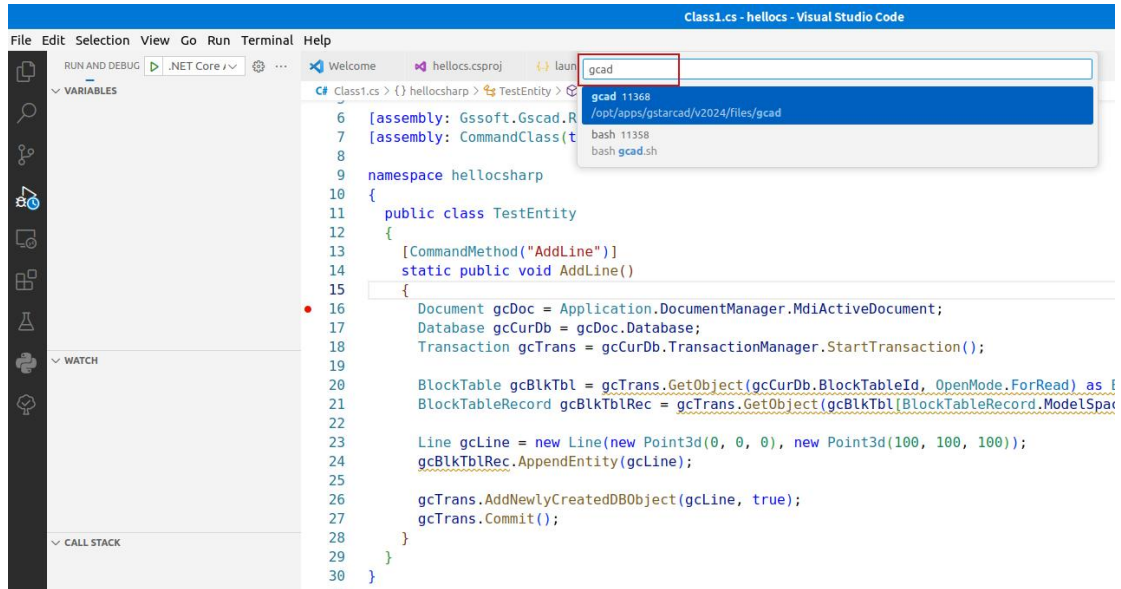 Class1.cs - hellocs - Visual Studio Code
File Edit Selection View Go Run Terminal Help
RUN AND DEBUG .NET Core
Welcome hellocs.csproj {} laun
gcad
VARIABLES
C# Class1.cs > {} hellocsharp > TestEntity >
gcad 11368
/opt/apps/gstarcad/v2024/files/gcad
bash 11358
bash gcad.sh
6 [assembly: Gssoft.Gscad.R
7 [assembly: CommandClass(t
8
9 namespace hellocsharp
10 {
11 public class TestEntity
12 {
13 [CommandMethod("AddLine")]
14 static public void AddLine()
15 {
16 Document gcDoc = Application.DocumentManager.MdiActiveDocument;
17 Database gcCurDb = gcDoc.Database;
18 Transaction gcTrans = gcCurDb.TransactionManager.StartTransaction();
WATCH
19
20 BlockTable gcBlkTbl = gcTrans.GetObject(gcCurDb.BlockTableId, OpenMode.ForRead) as
21 BlockTableRecord gcBlkTblRec = gcTrans.GetObject(gcBlkTbl[BlockTableRecord.ModelSpac
22
23 Line gcLine = new Line(new Point3d(0, 0, 0), new Point3d(100, 100, 100));
24 gcBlkTblRec.AppendEntity(gcLine);
25
26 gcTrans.AddNewlyCreatedDBObject(gcLine, true);
27 gcTrans.Commit();
28 }
CALL STACK
29 }
30 }